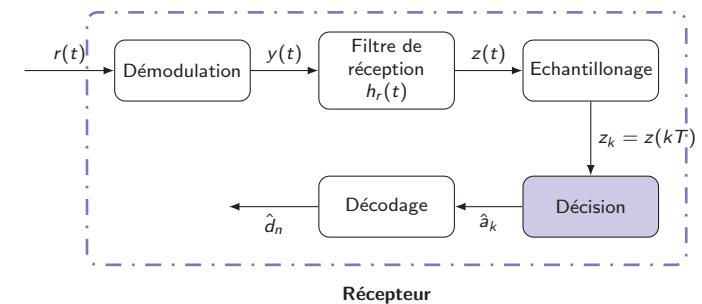 r(t)
Démodulation
y(t)
Filtre de
réception
h_r(t)
z(t)
Echantillonage
z_k = z(kT)
Décision
â_k
Décodage
d̂_n
Récepteur